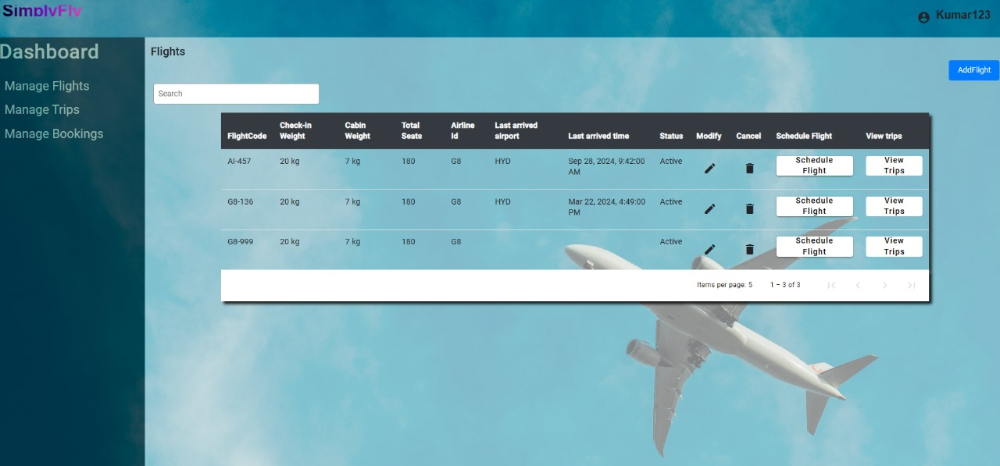 SimplyFly
Kumar123
Dashboard
Manage Flights
Manage Trips
Manage Bookings
Flights
AddFlight
Search
FlightCode Check-in Weight Cabin Weight Total Seats Airline Id Last arrived airport Last arrived time Status Modify Cancel Schedule Flight View trips
AI-457 20 kg 7 kg 180 G8 HYD Sep 28, 2024, 9:42:00 AM Active Schedule Flight View Trips
G8-136 20 kg 7 kg 180 G8 HYD Mar 22, 2024, 4:49:00 PM Active Schedule Flight View Trips
G8-999 20 kg 7 kg 180 G8 Active Schedule Flight View Trips
Items per page: 5 1 – 3 of 3